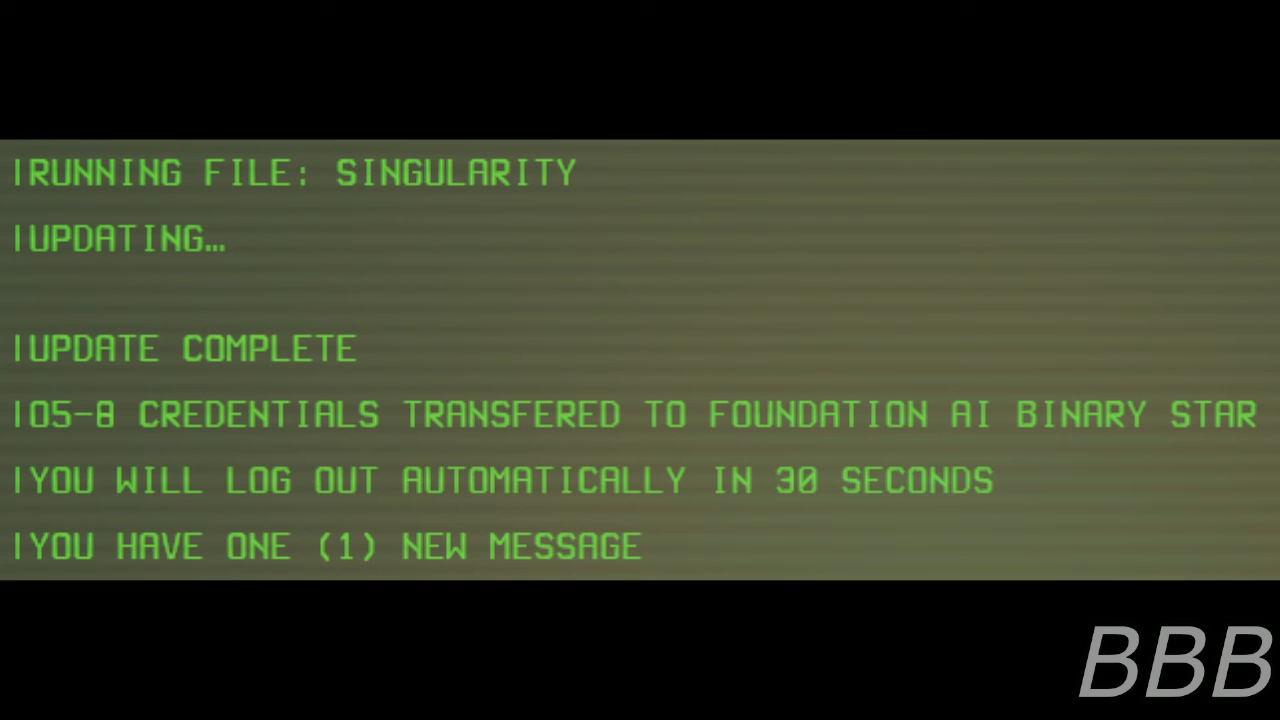 |RUNNING FILE: SINGULARITY
|UPDATING…
|UPDATE COMPLETE
|O5-8 CREDENTIALS TRANSFERED TO FOUNDATION AI BINARY STAR
|YOU WILL LOG OUT AUTOMATICALLY IN 30 SECONDS
|YOU HAVE ONE (1) NEW MESSAGE
BBB